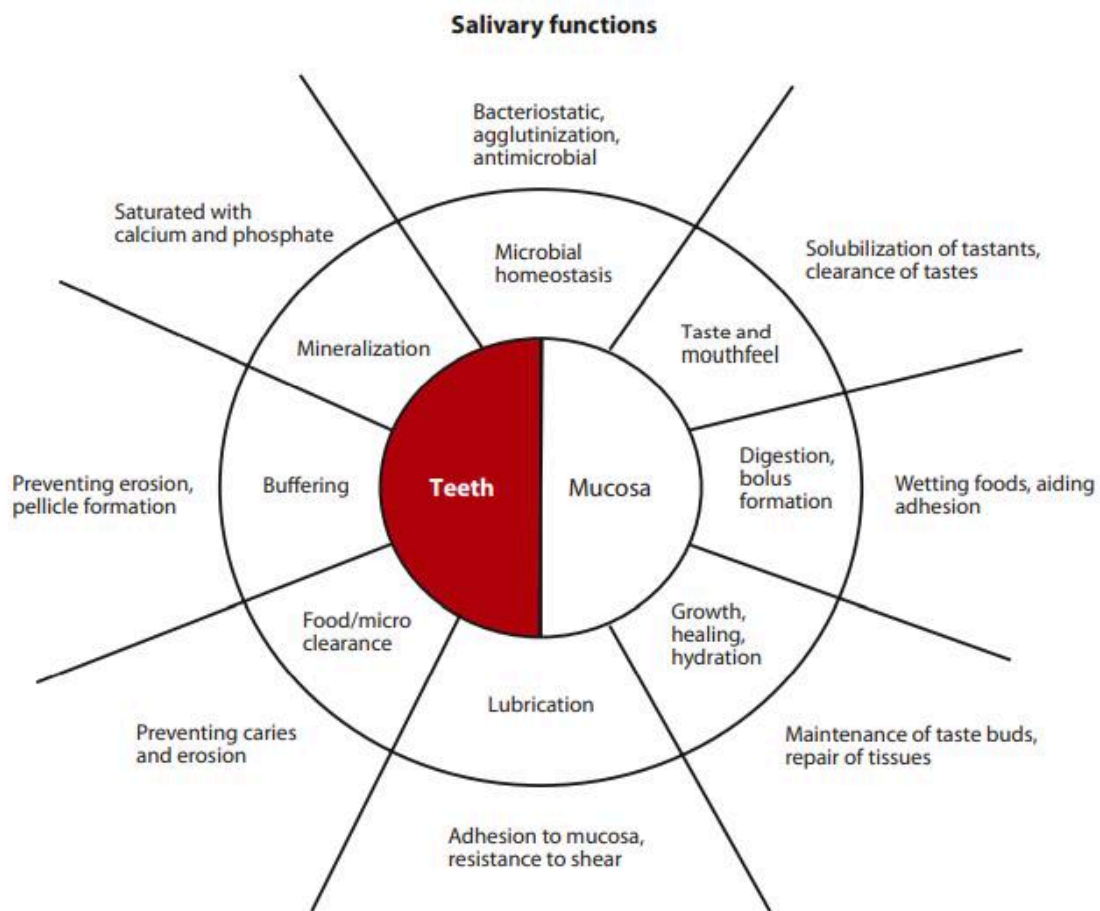 Salivary functions
Bacteriostatic,
agglutinization,
antimicrobial
Saturated with
calcium and phosphate
Microbial
homeostasis
Solubilization of tastants,
clearance of tastes
Mineralization
Taste and
mouthfeel
Preventing erosion,
pellicle formation
Buffering
Teeth
Mucosa
Digestion,
bolus
formation
Wetting foods, aiding
adhesion
Food/micro
clearance
Growth,
healing,
hydration
Lubrication
Preventing caries
and erosion
Maintenance of taste buds,
repair of tissues
Adhesion to mucosa,
resistance to shear